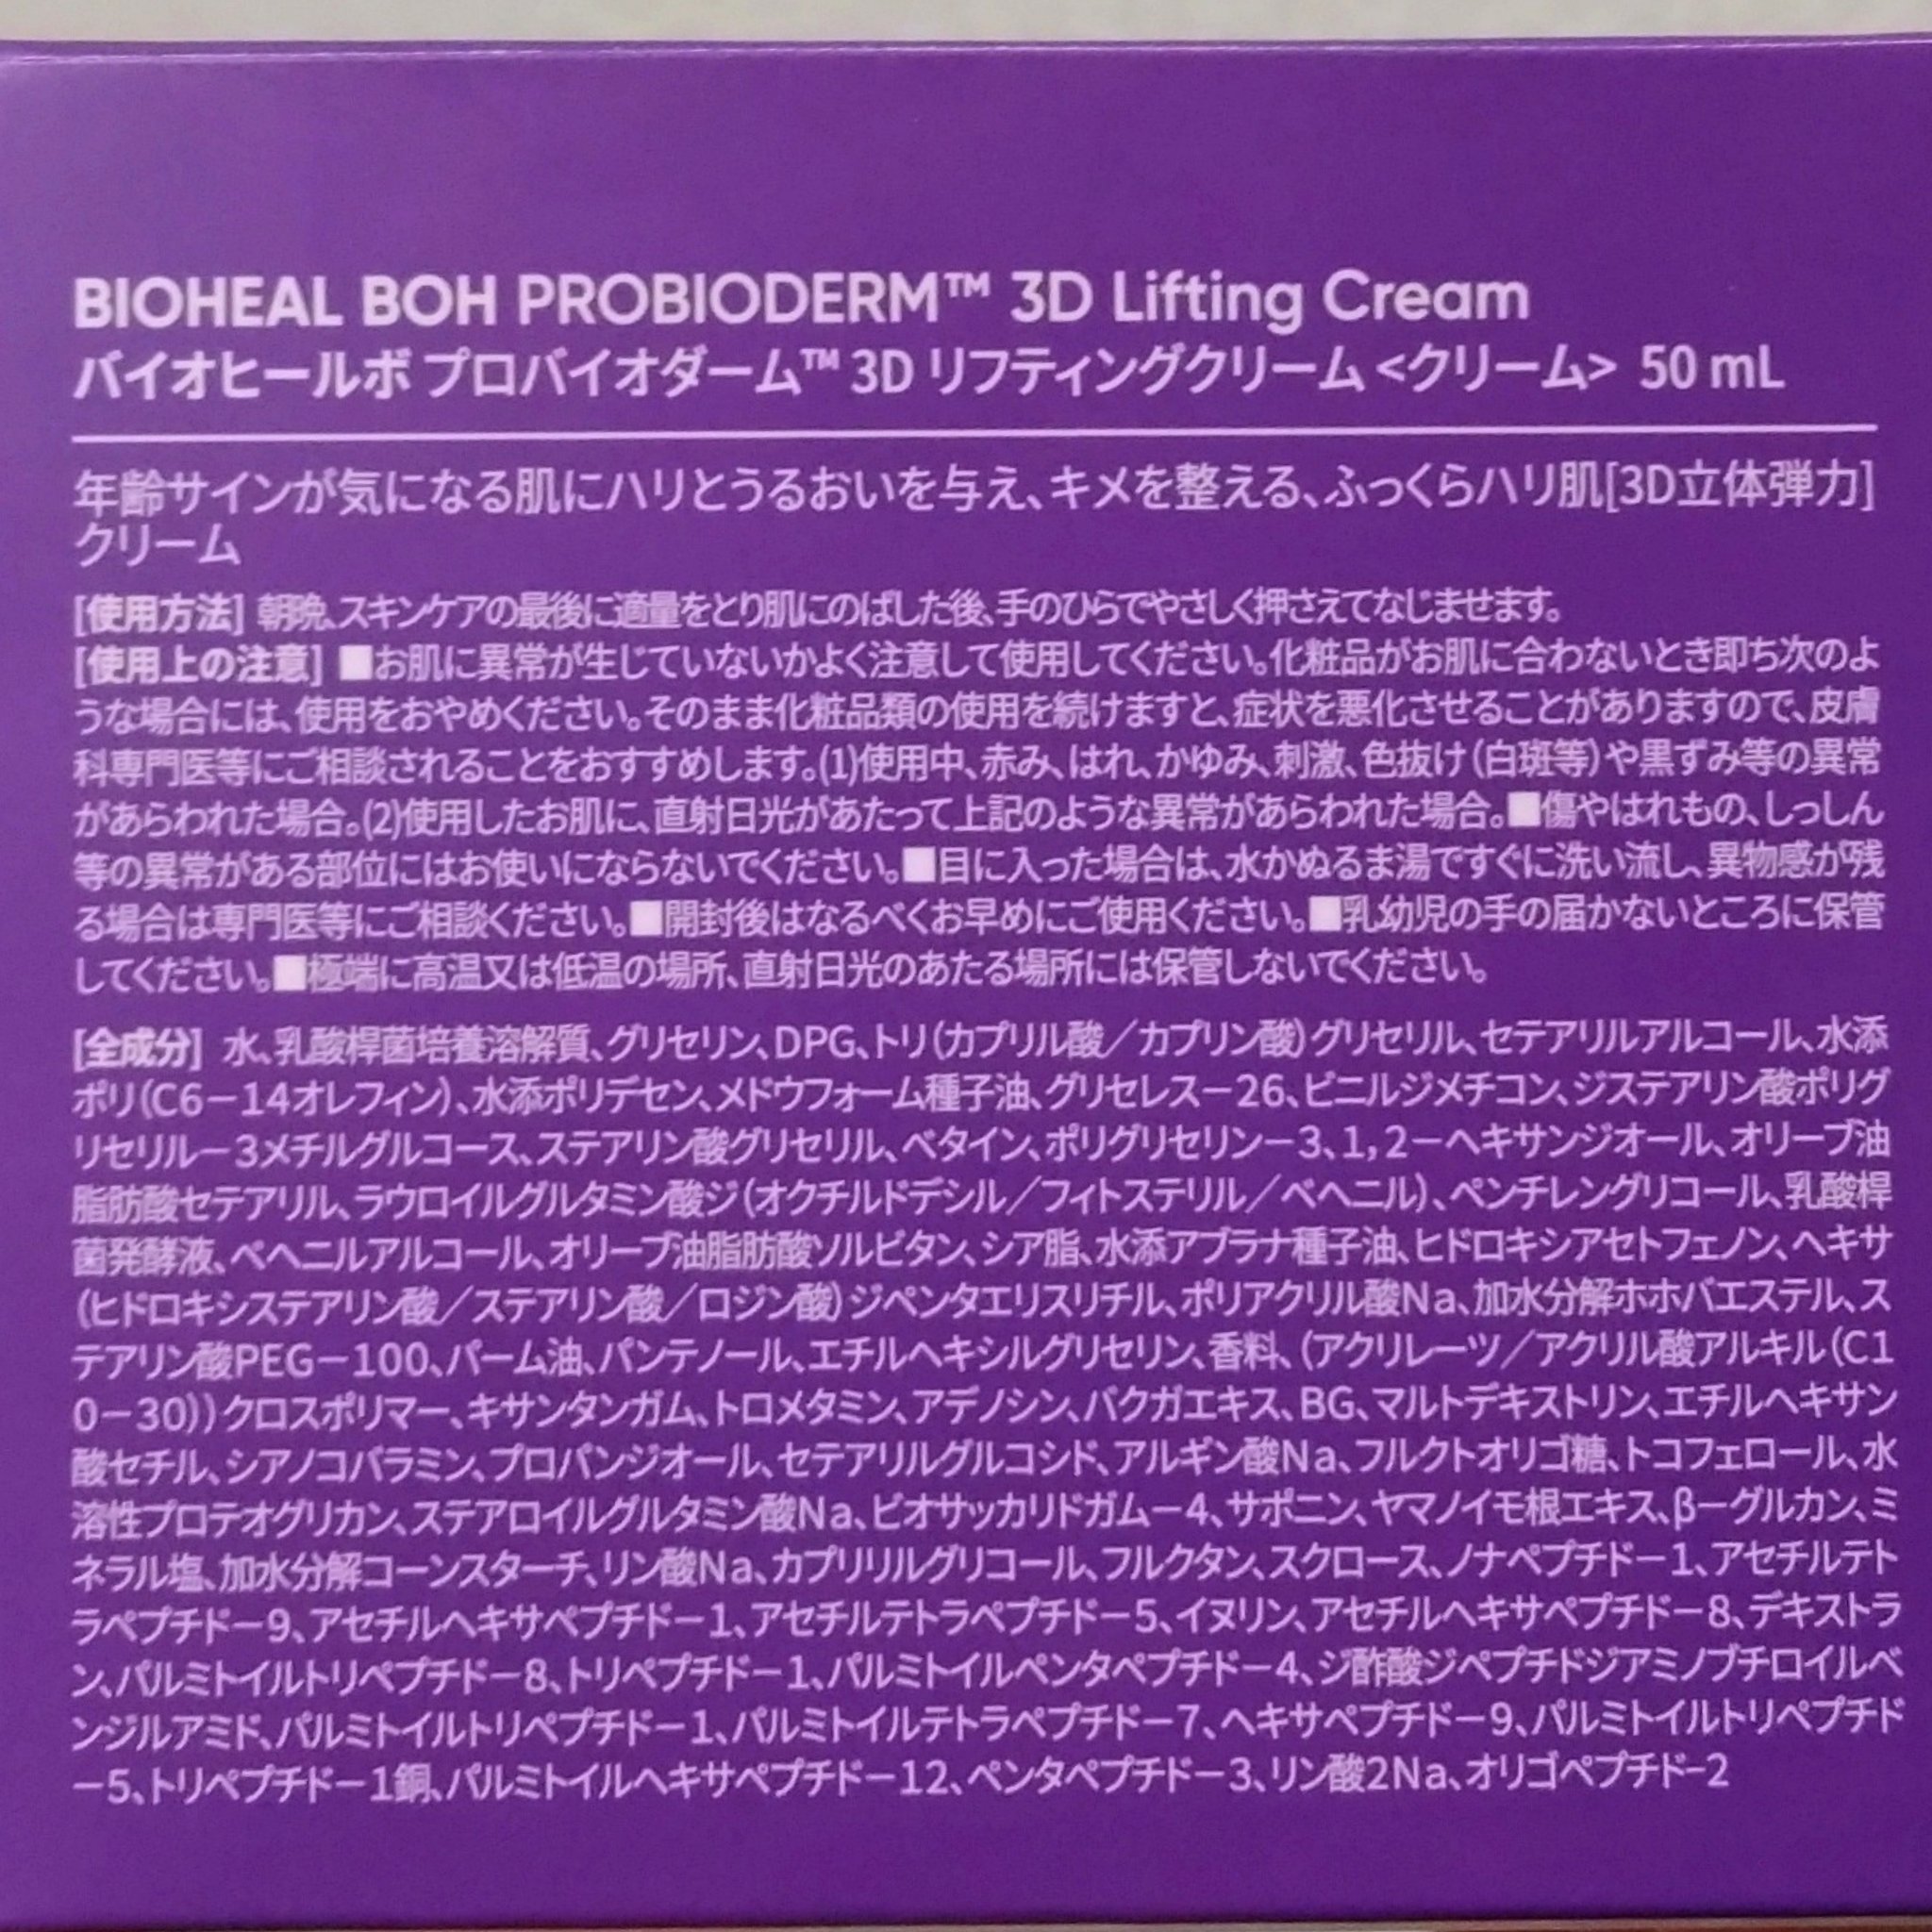 BIOHEAL BOH PROBIODERM™ 3D Lifting Cream
バイオヒールボ プロバイオダーム™ 3D リフティングクリーム <クリーム> 50 mL
年齢サインが気になる肌にハリとうるおいを与え、キメを整える、ふっくらハリ肌[3D立体弾力]
クリーム
[使用方法] 朝晩、スキンケアの最後に適量をとり肌にのばした後、手のひらでやさしく押さえてなじませます。
[使用上の注意] ■お肌に異常が生じていないかよく注意して使用してください。化粧品がお肌に合わないとき即ち次のよ
うな場合には、使用をおやめください。そのまま化粧品類の使用を続けますと、症状を悪化させることがありますので、皮膚
科専門医等にご相談されることをおすすめします。(1)使用中、赤み、はれ、かゆみ、刺激、色抜け（白斑等）や黒ずみ等の異常
があらわれた場合。(2)使用したお肌に、直射日光があたって上記のような異常があらわれた場合。■傷やはれもの、しっしん
等の異常がある部位にはお使いにならないでください。■目に入った場合は、水かぬるま湯ですぐに洗い流し、異物感が残
る場合は専門医等にご相談ください。■開封後はなるべくお早めにご使用ください。■乳幼児の手の届かないところに保管
してください。■極端に高温又は低温の場所、直射日光のあたる場所には保管しないでください。
[全成分] 水、乳酸桿菌培養溶解質、グリセリン、DPG、トリ（カプリル酸／カプリン酸）グリセリル、セテアリルアルコール、水添
ポリ（C6－14オレフィン）、水添ポリデセン、メドウフォーム種子油、グリセレス－26、ビニルジメチコン、ジステアリン酸ポリグ
リセリル－3メチルグルコース、ステアリン酸グリセリル、ベタイン、ポリグリセリン－3、1,2－ヘキサンジオール、オリーブ油
脂肪酸セテアリル、ラウロイルグルタミン酸ジ（オクチルドデシル／フィトステリル／ベヘニル）、ペンチレングリコール、乳酸桿
菌発酵液、ベヘニルアルコール、オリーブ油脂肪酸ソルビタン、シア脂、水添アブラナ種子油、ヒドロキシアセトフェノン、ヘキサ
（ヒドロキシステアリン酸／ステアリン酸／ロジン酸）ジペンタエリスリチル、ポリアクリル酸Na、加水分解ホホバエステル、ス
テアリン酸PEG－100、パーム油、パンテノール、エチルヘキシルグリセリン、香料、（アクリレーツ／アクリル酸アルキル（C1
0－30））クロスポリマー、キサンタンガム、トロメタミン、アデノシン、バクガエキス、BG、マルトデキストリン、エチルヘキサン
酸セチル、シアノコバラミン、プロパンジオール、セテアリルグルコシド、アルギン酸Na、フルクトオリゴ糖、トコフェロール、水
溶性プロテオグリカン、ステアロイルグルタミン酸Na、ビオサッカリドガム－4、サポニン、ヤマノイモ根エキス、β－グルカン、ミ
ネラル塩、加水分解コーンスターチ、リン酸Na、カプリリルグリコール、フルクタン、スクロース、ノナペプチド－1、アセチルテト
ラペプチド－9、アセチルヘキサペプチド－1、アセチルテトラペプチド－5、イヌリン、アセチルヘキサペプチド－8、デキストラ
ン、パルミトイルトリペプチド－8、トリペプチド－1、パルミトイルペンタペプチド－4、ジ酢酸ジペプチドジアミノブチロイルベ
ンジルアミド、パルミトイルトリペプチド－1、パルミトイルテトラペプチド－7、ヘキサペプチド－9、パルミトイルトリペプチド
－5、トリペプチド－1銅、パルミトイルヘキサペプチド－12、ペンタペプチド－3、リン酸2Na、オリゴペプチド-2